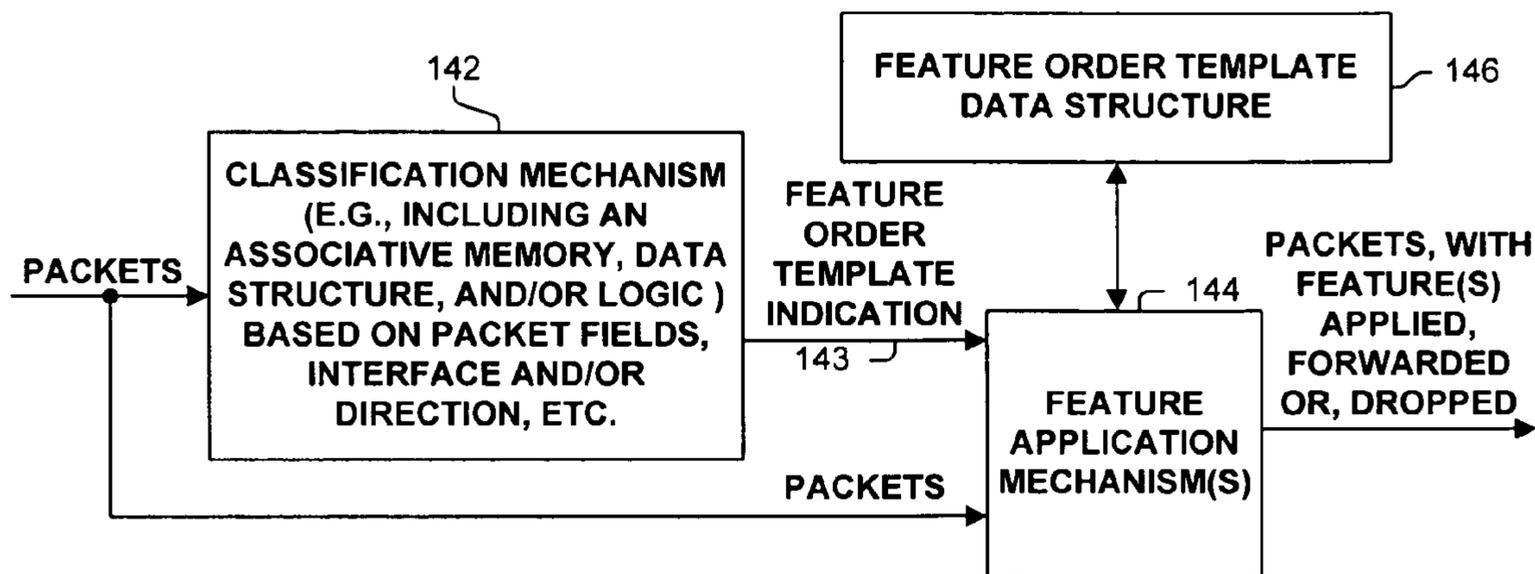 142
FEATURE ORDER TEMPLATE
DATA STRUCTURE
146
CLASSIFICATION MECHANISM
(E.G., INCLUDING AN
ASSOCIATIVE MEMORY, DATA
STRUCTURE, AND/OR LOGIC )
BASED ON PACKET FIELDS,
INTERFACE AND/OR
DIRECTION, ETC.
PACKETS
FEATURE
ORDER
TEMPLATE
INDICATION
143
144
FEATURE
APPLICATION
MECHANISM(S)
PACKETS
PACKETS, WITH
FEATURE(S)
APPLIED,
FORWARDED
OR, DROPPED